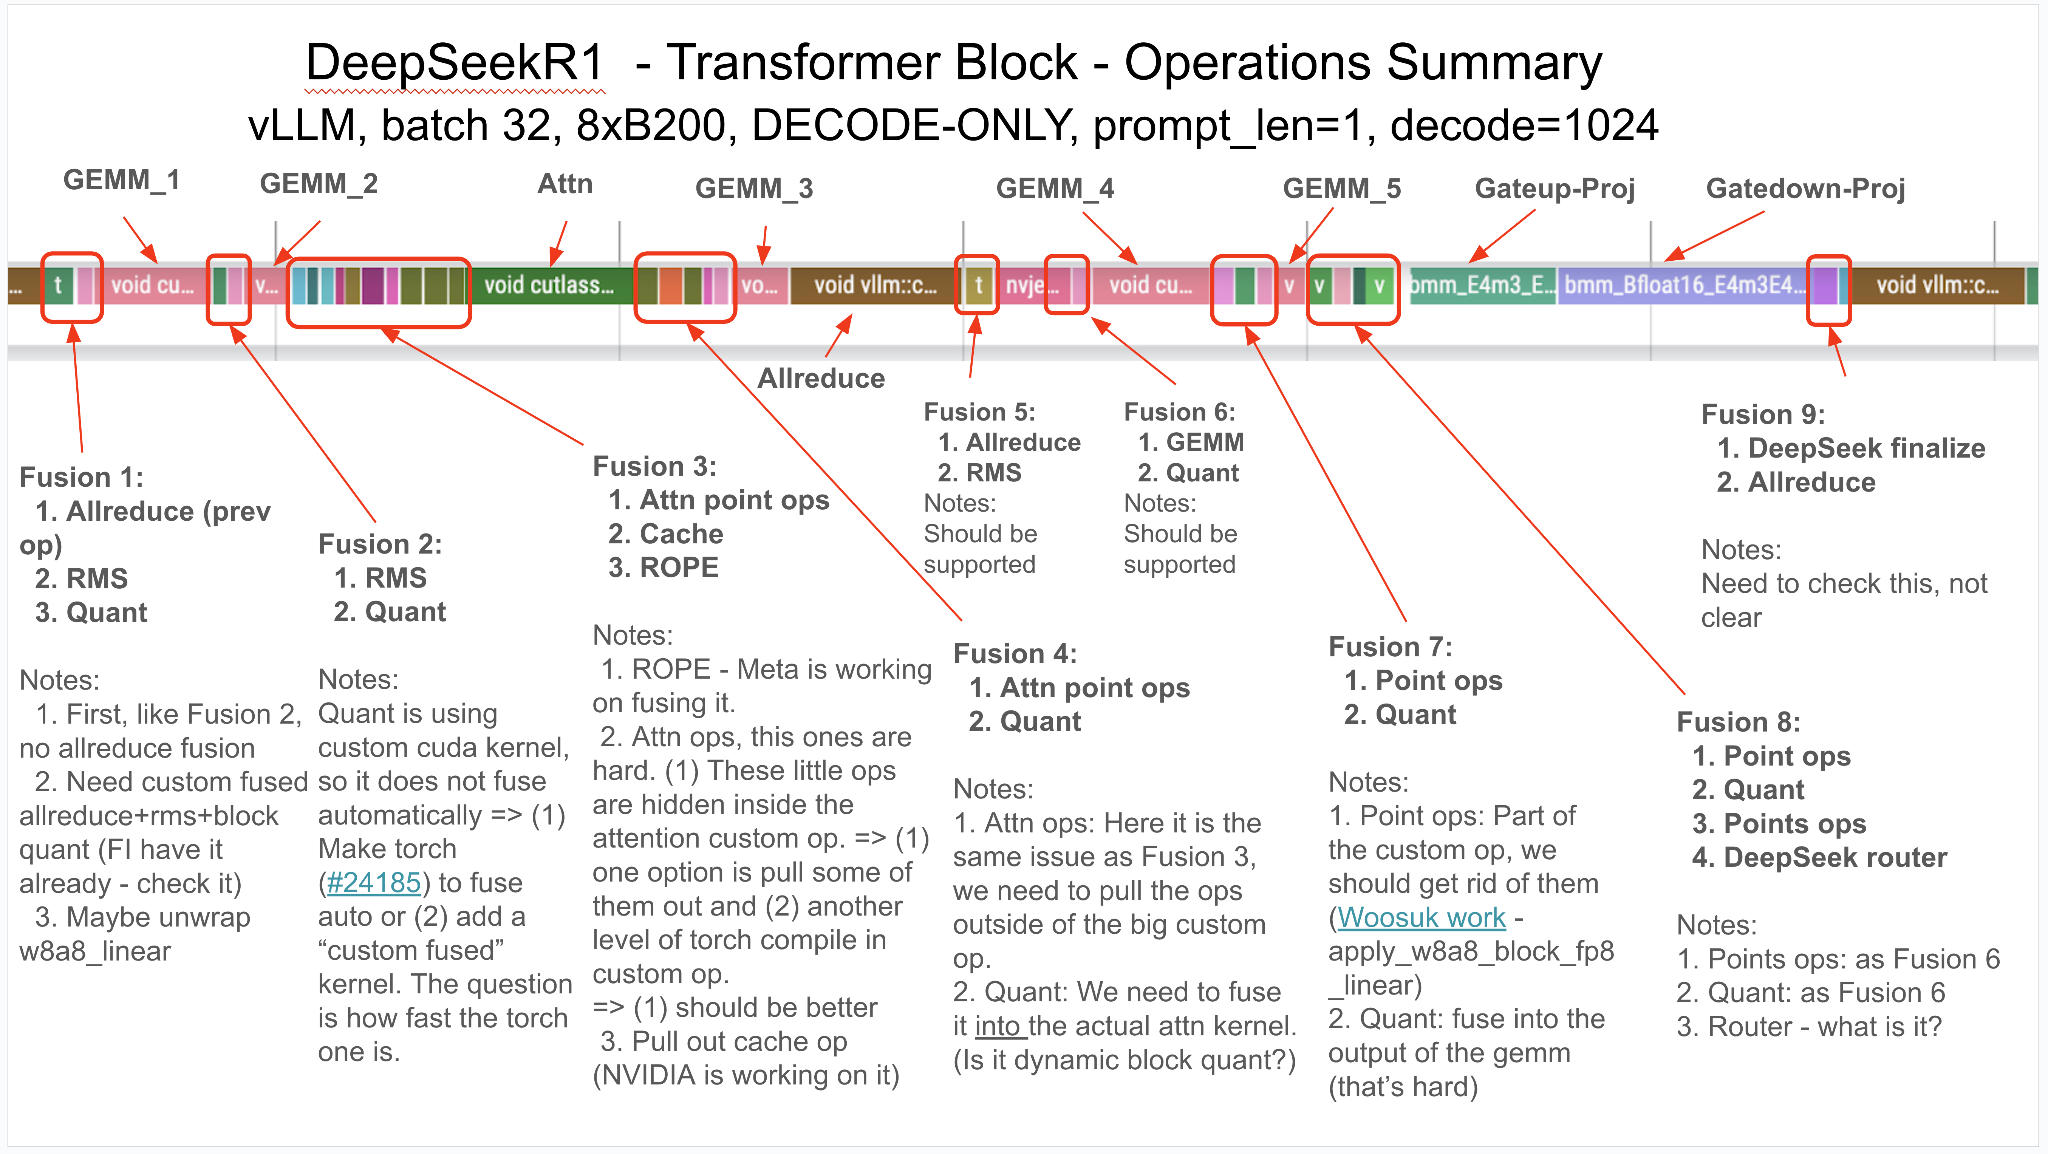 DeepSeekR1 - Transformer Block - Operations Summary
vLLM, batch 32, 8xB200, DECODE-ONLY, prompt_len=1, decode=1024
GEMM_1
GEMM_2
Attn
GEMM_3
GEMM_4
GEMM_5
Gateup-Proj
Gatedown-Proj
...
t
void cu...
v...
void cutlass...
vo...
void vllm::c...
t
nvje...
void cu...
v
v
v
bmm_E4m3_E...
bmm_Bfloat16_E4m3E4...
void vllm::c...
Allreduce
Fusion 1:
1. Allreduce (prev
op)
2. RMS
3. Quant
Notes:
1. First, like Fusion 2,
no allreduce fusion
2. Need custom fused
allreduce+rms+block
quant (FI have it
already - check it)
3. Maybe unwrap
w8a8_linear
Fusion 2:
1. RMS
2. Quant
Notes:
Quant is using
custom cuda kernel,
so it does not fuse
automatically => (1)
Make torch
(#24185) to fuse
auto or (2) add a
“custom fused”
kernel. The question
is how fast the torch
one is.
Fusion 3:
1. Attn point ops
2. Cache
3. ROPE
Notes:
1. ROPE - Meta is working
on fusing it.
2. Attn ops, this ones are
hard. (1) These little ops
are hidden inside the
attention custom op. => (1)
one option is pull some of
them out and (2) another
level of torch compile in
custom op.
=> (1) should be better
3. Pull out cache op
(NVIDIA is working on it)
Fusion 4:
1. Attn point ops
2. Quant
Notes:
1. Attn ops: Here it is the
same issue as Fusion 3,
we need to pull the ops
outside of the big custom
op.
2. Quant: We need to fuse
it into the actual attn kernel.
(Is it dynamic block quant?)
Fusion 5:
1. Allreduce
2. RMS
Notes:
Should be
supported
Fusion 6:
1. GEMM
2. Quant
Notes:
Should be
supported
Fusion 7:
1. Point ops
2. Quant
Notes:
1. Point ops: Part of
the custom op, we
should get rid of them
(Woosuk work -
apply_w8a8_block_fp8
_linear)
2. Quant: fuse into the
output of the gemm
(that’s hard)
Fusion 8:
1. Point ops
2. Quant
3. Points ops
4. DeepSeek router
Notes:
1. Points ops: as Fusion 6
2. Quant: as Fusion 6
3. Router - what is it?
Fusion 9:
1. DeepSeek finalize
2. Allreduce
Notes:
Need to check this, not
clear